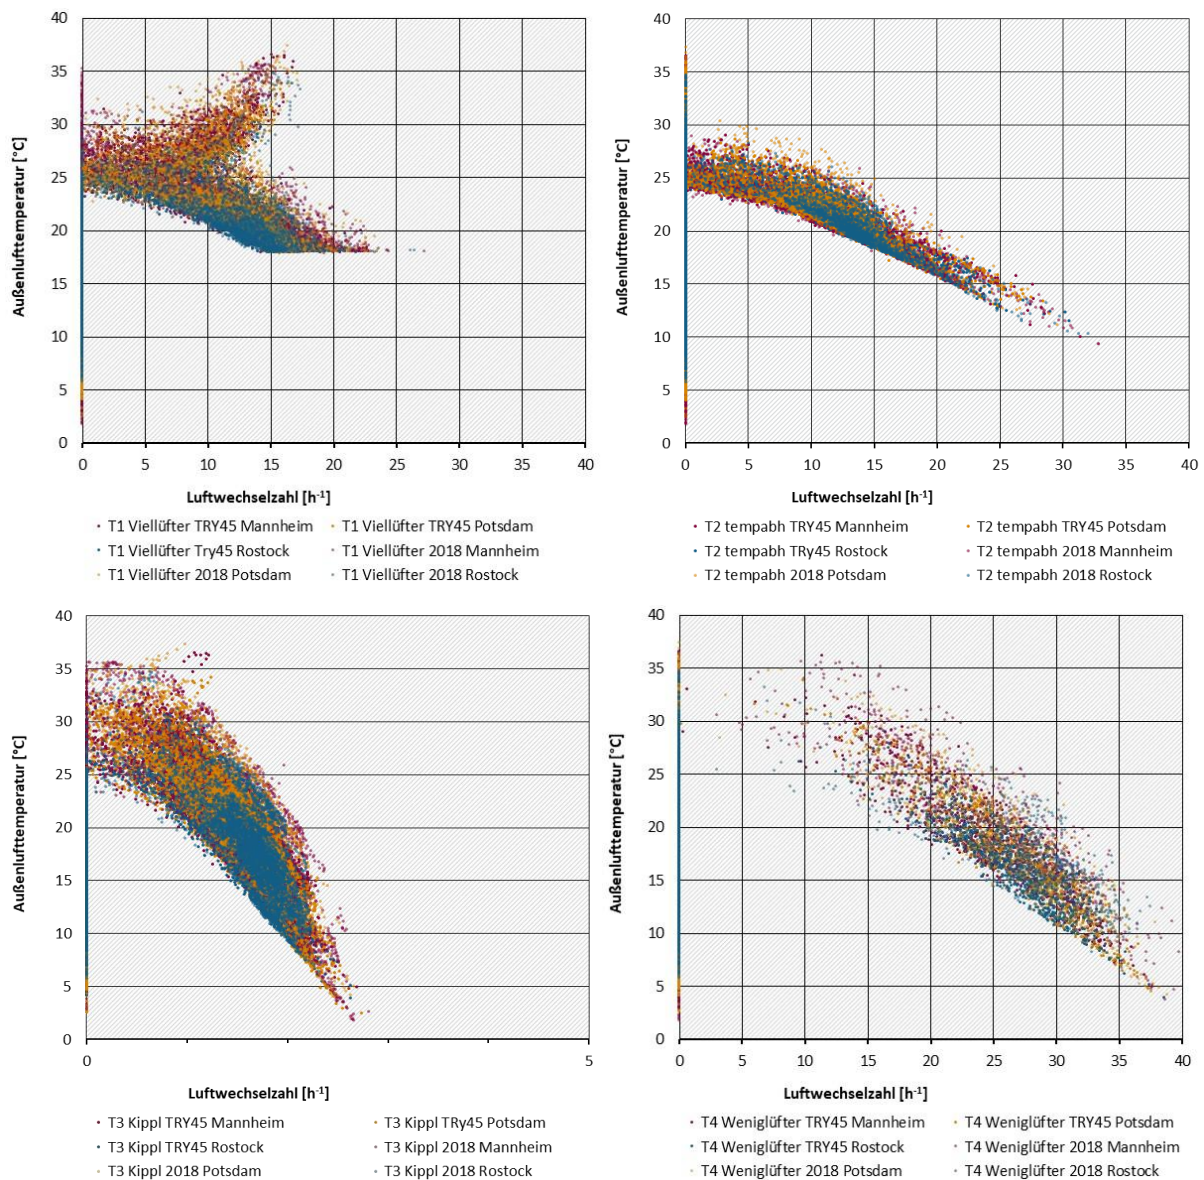 40
35
30
25
20
15
10
5
0
Außenlufttemperatur [°C]
0 5 10 15 20 25 30 35 40
Luftwechselzahl [h-1]
T1 Viellüfter TRY45 Mannheim T1 Viellüfter TRY45 Potsdam
T1 Viellüfter Try45 Rostock T1 Viellüfter 2018 Mannheim
T1 Viellüfter 2018 Potsdam T1 Viellüfter 2018 Rostock
40
35
30
25
20
15
10
5
0
Außenlufttemperatur [°C]
0 5 10 15 20 25 30 35 40
Luftwechselzahl [h-1]
T2 tempabh TRY45 Mannheim T2 tempabh TRY45 Potsdam
T2 tempabh TRy45 Rostock T2 tempabh 2018 Mannheim
T2 tempabh 2018 Potsdam T2 tempabh 2018 Rostock
40
35
30
25
20
15
10
5
0
Außenlufttemperatur [°C]
0 5
Luftwechselzahl [h-1]
T3 Kippl TRY45 Mannheim T3 Kippl TRy45 Potsdam
T3 Kippl TRY45 Rostock T3 Kippl 2018 Mannheim
T3 Kippl 2018 Potsdam T3 Kippl 2018 Rostock
40
35
30
25
20
15
10
5
0
Außenlufttemperatur [°C]
0 5 10 15 20 25 30 35 40
Luftwechselzahl [h-1]
T4 Weniglüfter TRY45 Mannheim T4 Weniglüfter TRY45 Potsdam
T4 Weniglüfter TRY45 Rostock T4 Weniglüfter 2018 Mannheim
T4 Weniglüfter 2018 Potsdam T4 Weniglüfter 2018 Rostock